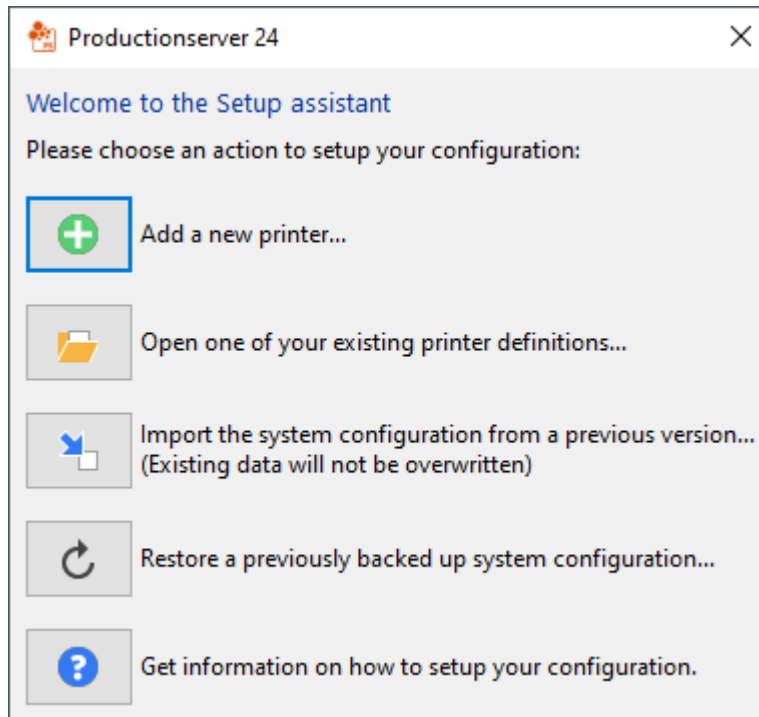 Productionserver 24
Welcome to the Setup assistant
Please choose an action to setup your configuration:
Add a new printer...
Open one of your existing printer definitions...
Import the system configuration from a previous version...
(Existing data will not be overwritten)
Restore a previously backed up system configuration...
Get information on how to setup your configuration.